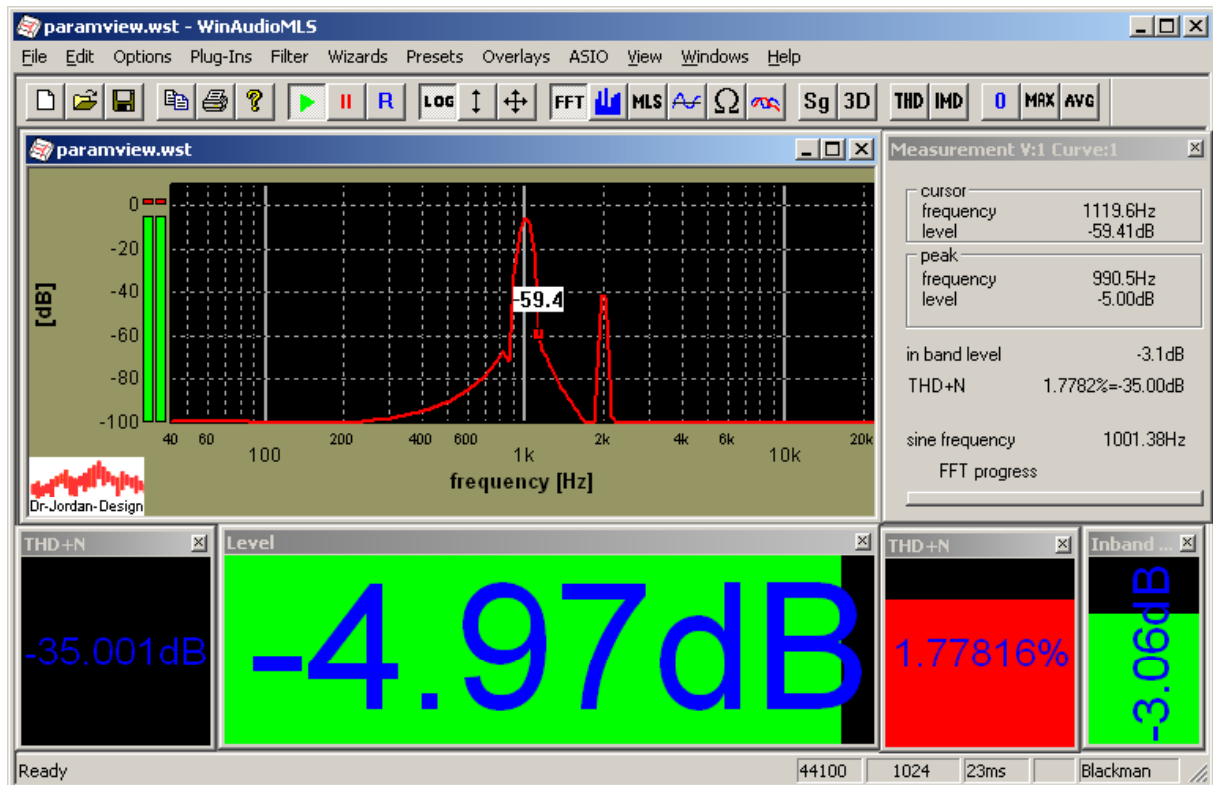 paramview.wst - WinAudioMLS
File Edit Options Plug-Ins Filter Wizards Presets Overlays ASIO View Windows Help
R LOG FFT MLS Ω Sg 3D THD IMD 0 MAX AVG
paramview.wst
0
-20
-40
-60
-80
-100
[dB]
-59.4
40 60 100 200 400 600 1k 2k 4k 6k 10k 20k
frequency [Hz]
Dr-Jordan-Design
Measurement V:1 Curve:1
cursor
frequency 1119.6Hz
level -59.41dB
peak
frequency 990.5Hz
level -5.00dB
in band level -3.1dB
THD+N 1.7782%=-35.00dB
sine frequency 1001.38Hz
FFT progress
THD+N
-35.001dB
Level
-4.97dB
THD+N
1.77816%
Inband ...
-3.06dB
Ready 44100 1024 23ms Blackman